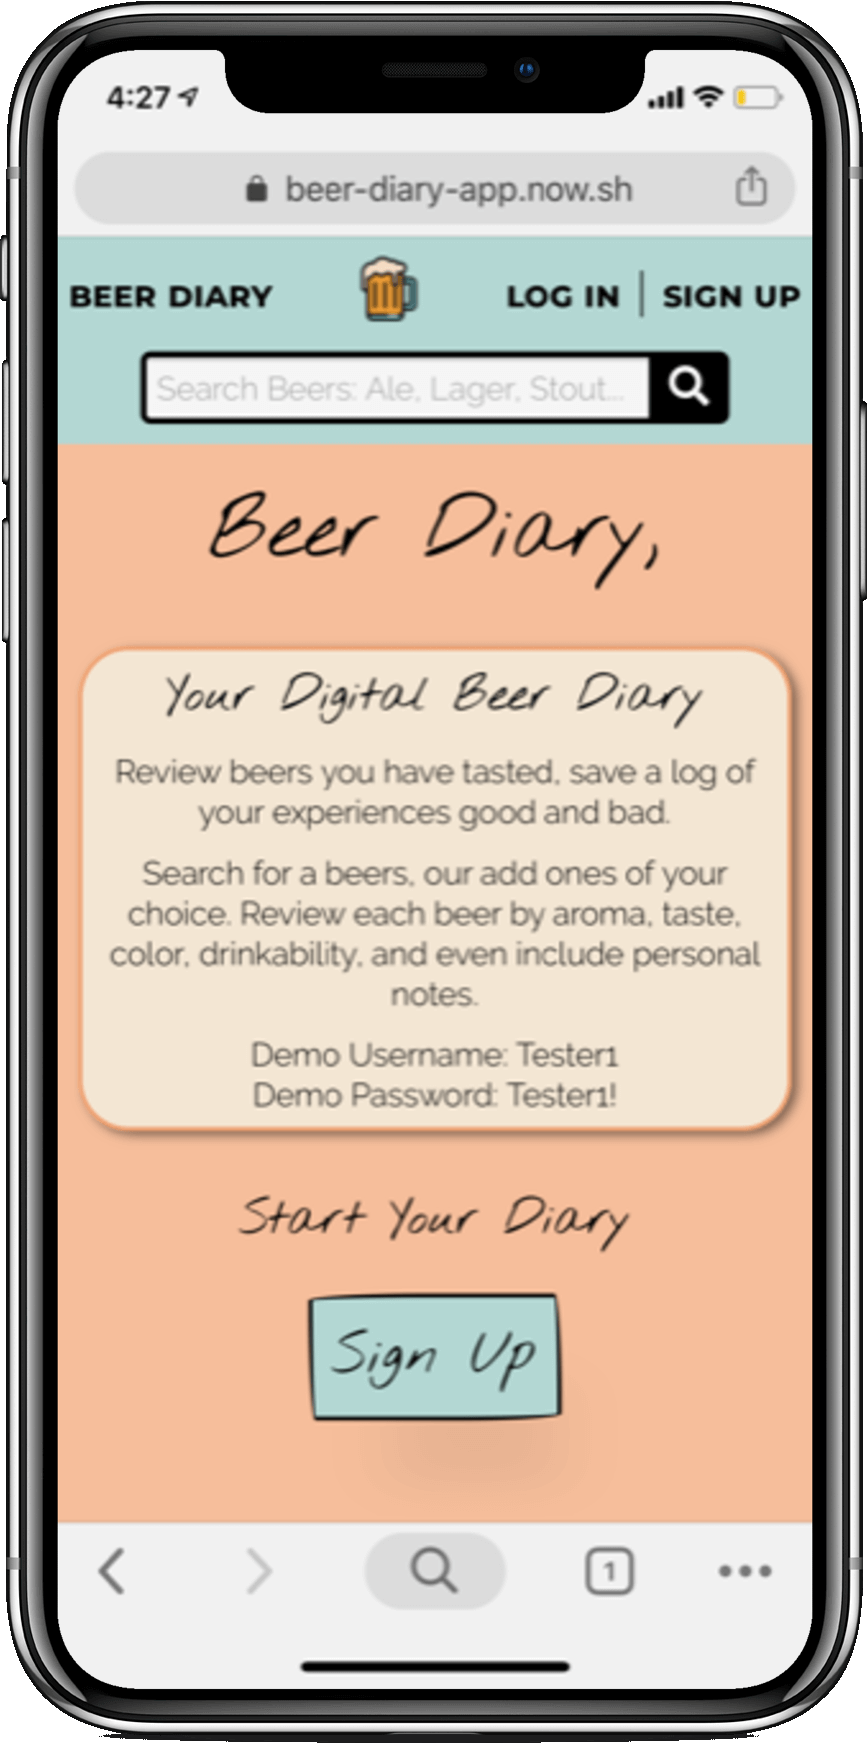 4:27
beer-diary-app.now.sh
BEER DIARY
LOG IN | SIGN UP
Search Beers: Ale, Lager, Stout...
Beer Diary,
Your Digital Beer Diary
Review beers you have tasted, save a log of
your experiences good and bad.
Search for a beers, our add ones of your
choice. Review each beer by aroma, taste,
color, drinkability, and even include personal
notes.
Demo Username: Tester1
Demo Password: Tester1!
Start Your Diary
Sign Up
1